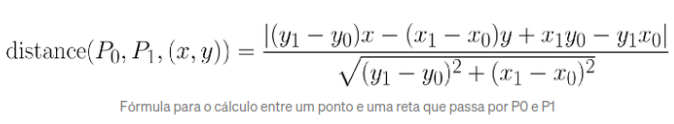 distance(P₀, P₁, (x, y)) = |(y₁ − y₀)x − (x₁ − x₀)y + x₁y₀ − y₁x₀| / √((y₁ − y₀)² + (x₁ − x₀)²)
Fórmula para o cálculo entre um ponto e uma reta que passa por P0 e P1